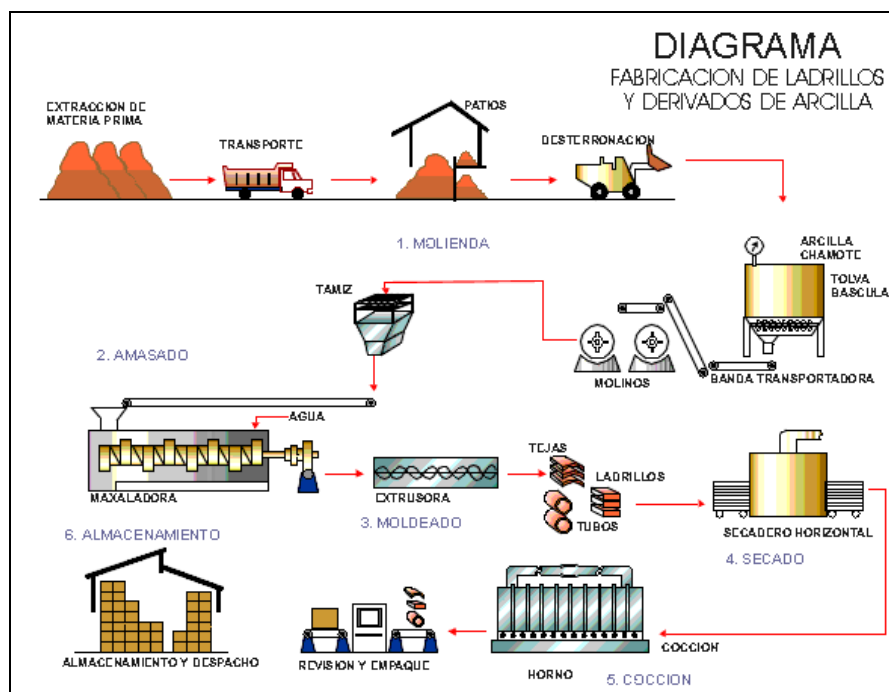 DIAGRAMA
FABRICACION DE LADRILLOS
Y DERIVADOS DE ARCILLA
EXTRACCION DE
MATERIA PRIMA
TRANSPORTE
PATIOS
DESTERRONACION
1. MOLIENDA
ARCILLA
CHAMOTE
TOLVA
BASCULA
TAMIZ
MOLINOS
BANDA TRANSPORTADORA
2. AMASADO
AGUA
MAXALADORA
EXTRUSORA
3. MOLDEADO
TEJAS
LADRILLOS
TUBOS
SECADERO HORIZONTAL
4. SECADO
6. ALMACENAMIENTO
ALMACENAMIENTO Y DESPACHO
REVISION Y EMPAQUE
HORNO
COCCION
5. COCCION